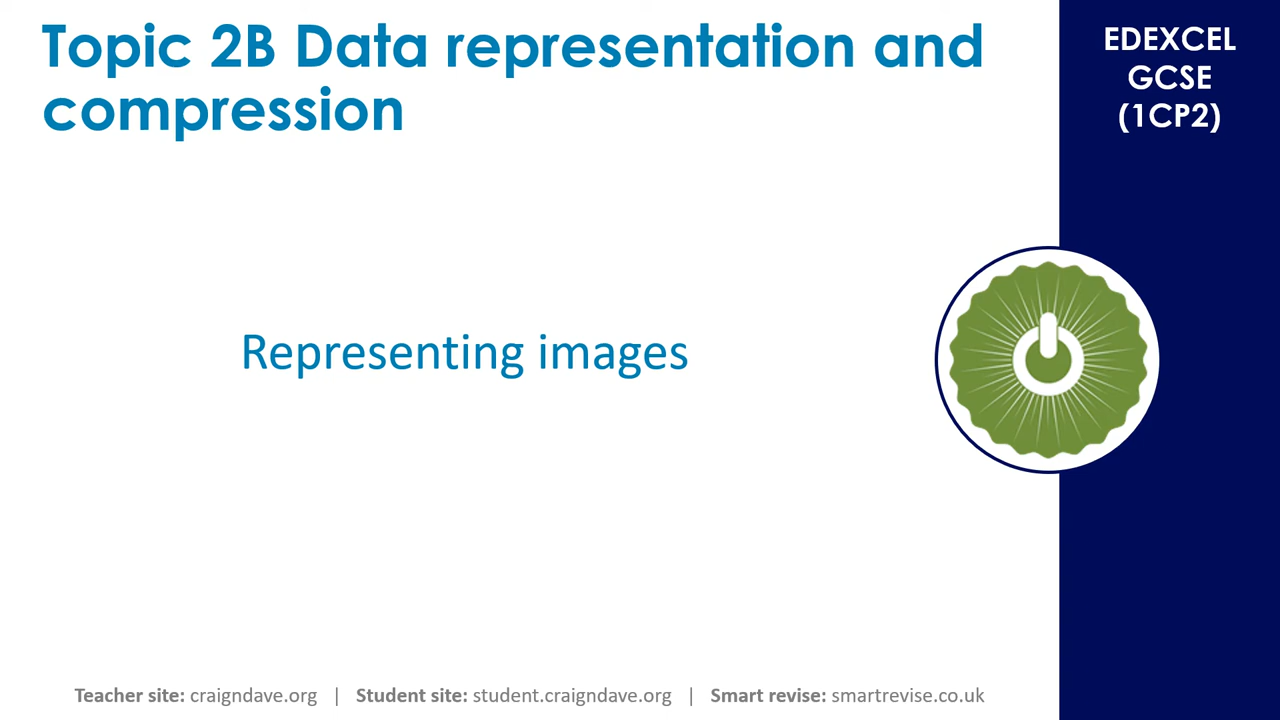 Topic 2B Data representation and
compression
EDEXCEL
GCSE
(1CP2)
Representing images
Teacher site: craigndave.org | Student site: student.craigndave.org | Smart revise: smartrevise.co.uk